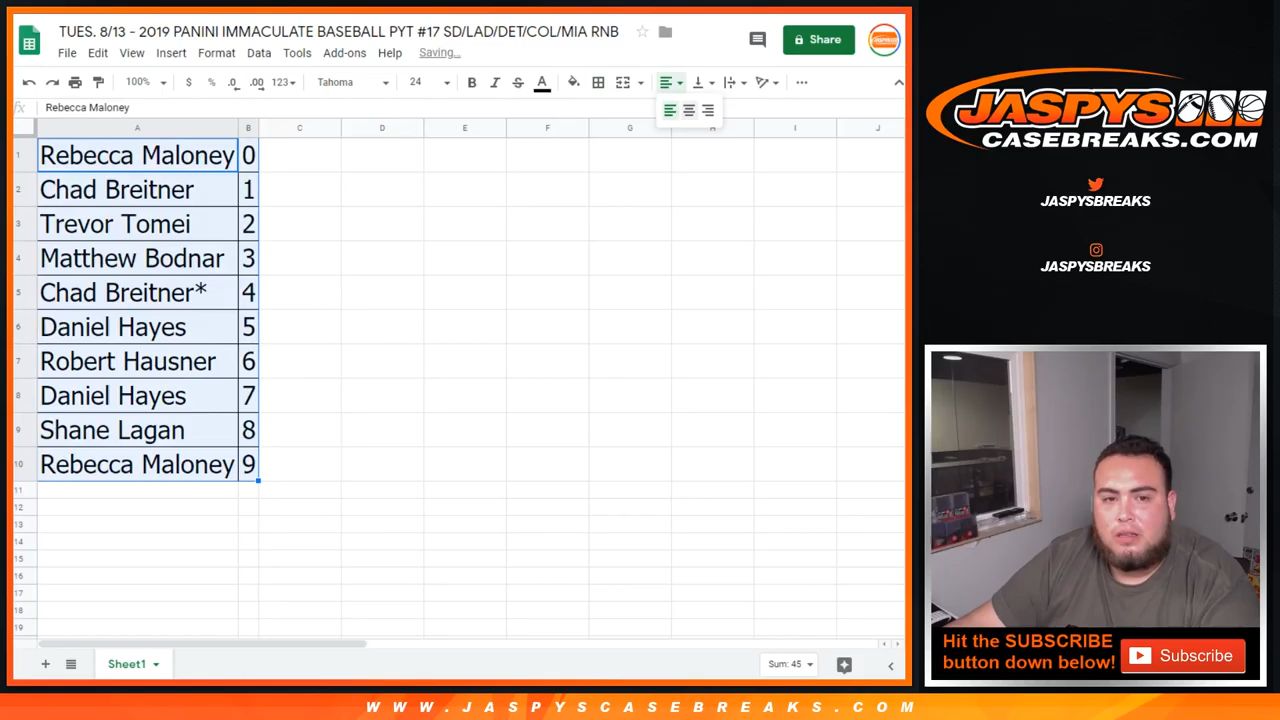 TUES. 8/13 - 2019 PANINI IMMACULATE BASEBALL PYT #17 SD/LAD/DET/COL/MIA RNB
Share
File Edit View Insert Format Data Tools Add-ons Help Saving...
100% $ % .0 .00 123 Tahoma 24 B I S A
fx Rebecca Maloney
A B C D E F G H I J
1 Rebecca Maloney 0
2 Chad Breitner 1
3 Trevor Tomei 2
4 Matthew Bodnar 3
5 Chad Breitner* 4
6 Daniel Hayes 5
7 Robert Hausner 6
8 Daniel Hayes 7
9 Shane Lagan 8
10 Rebecca Maloney 9
11
12
13
14
15
16
17
18
19
Sheet1
Sum: 45
JASPYS
CASEBREAKS.COM
JASPYSBREAKS
JASPYSBREAKS
Hit the SUBSCRIBE
button down below!
Subscribe
WWW.JASPYSCASEBREAKS.COM